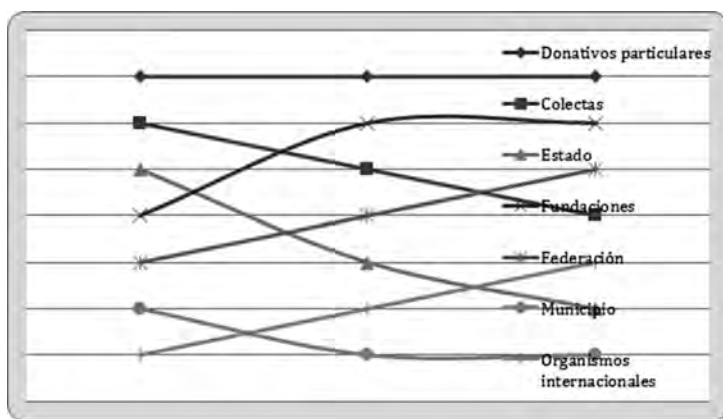 Donativos particulares
Colectas
Estado
Fundaciones
Federación
Municipio
Organismos
internacionales